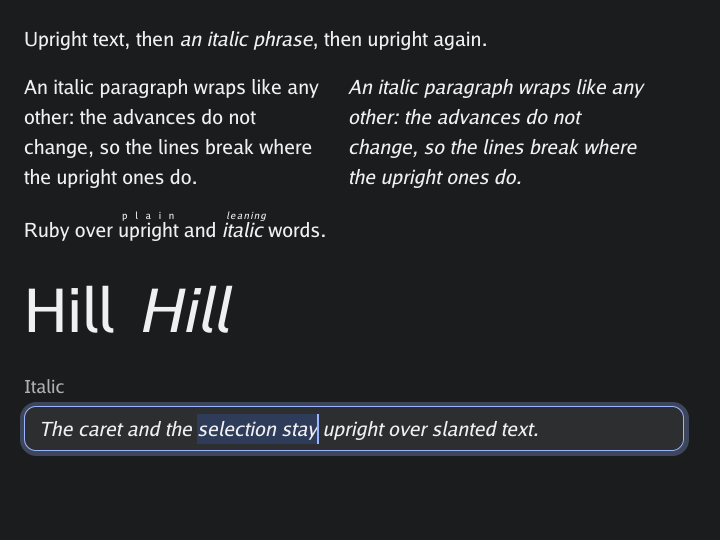 Upright text, then an italic phrase, then upright again.
An italic paragraph wraps like any
other: the advances do not
change, so the lines break where
the upright ones do.
An italic paragraph wraps like any
other: the advances do not
change, so the lines break where
the upright ones do.
plain leaning
Ruby over upright and italic words.
Hill Hill
Italic
The caret and the selection stay upright over slanted text.